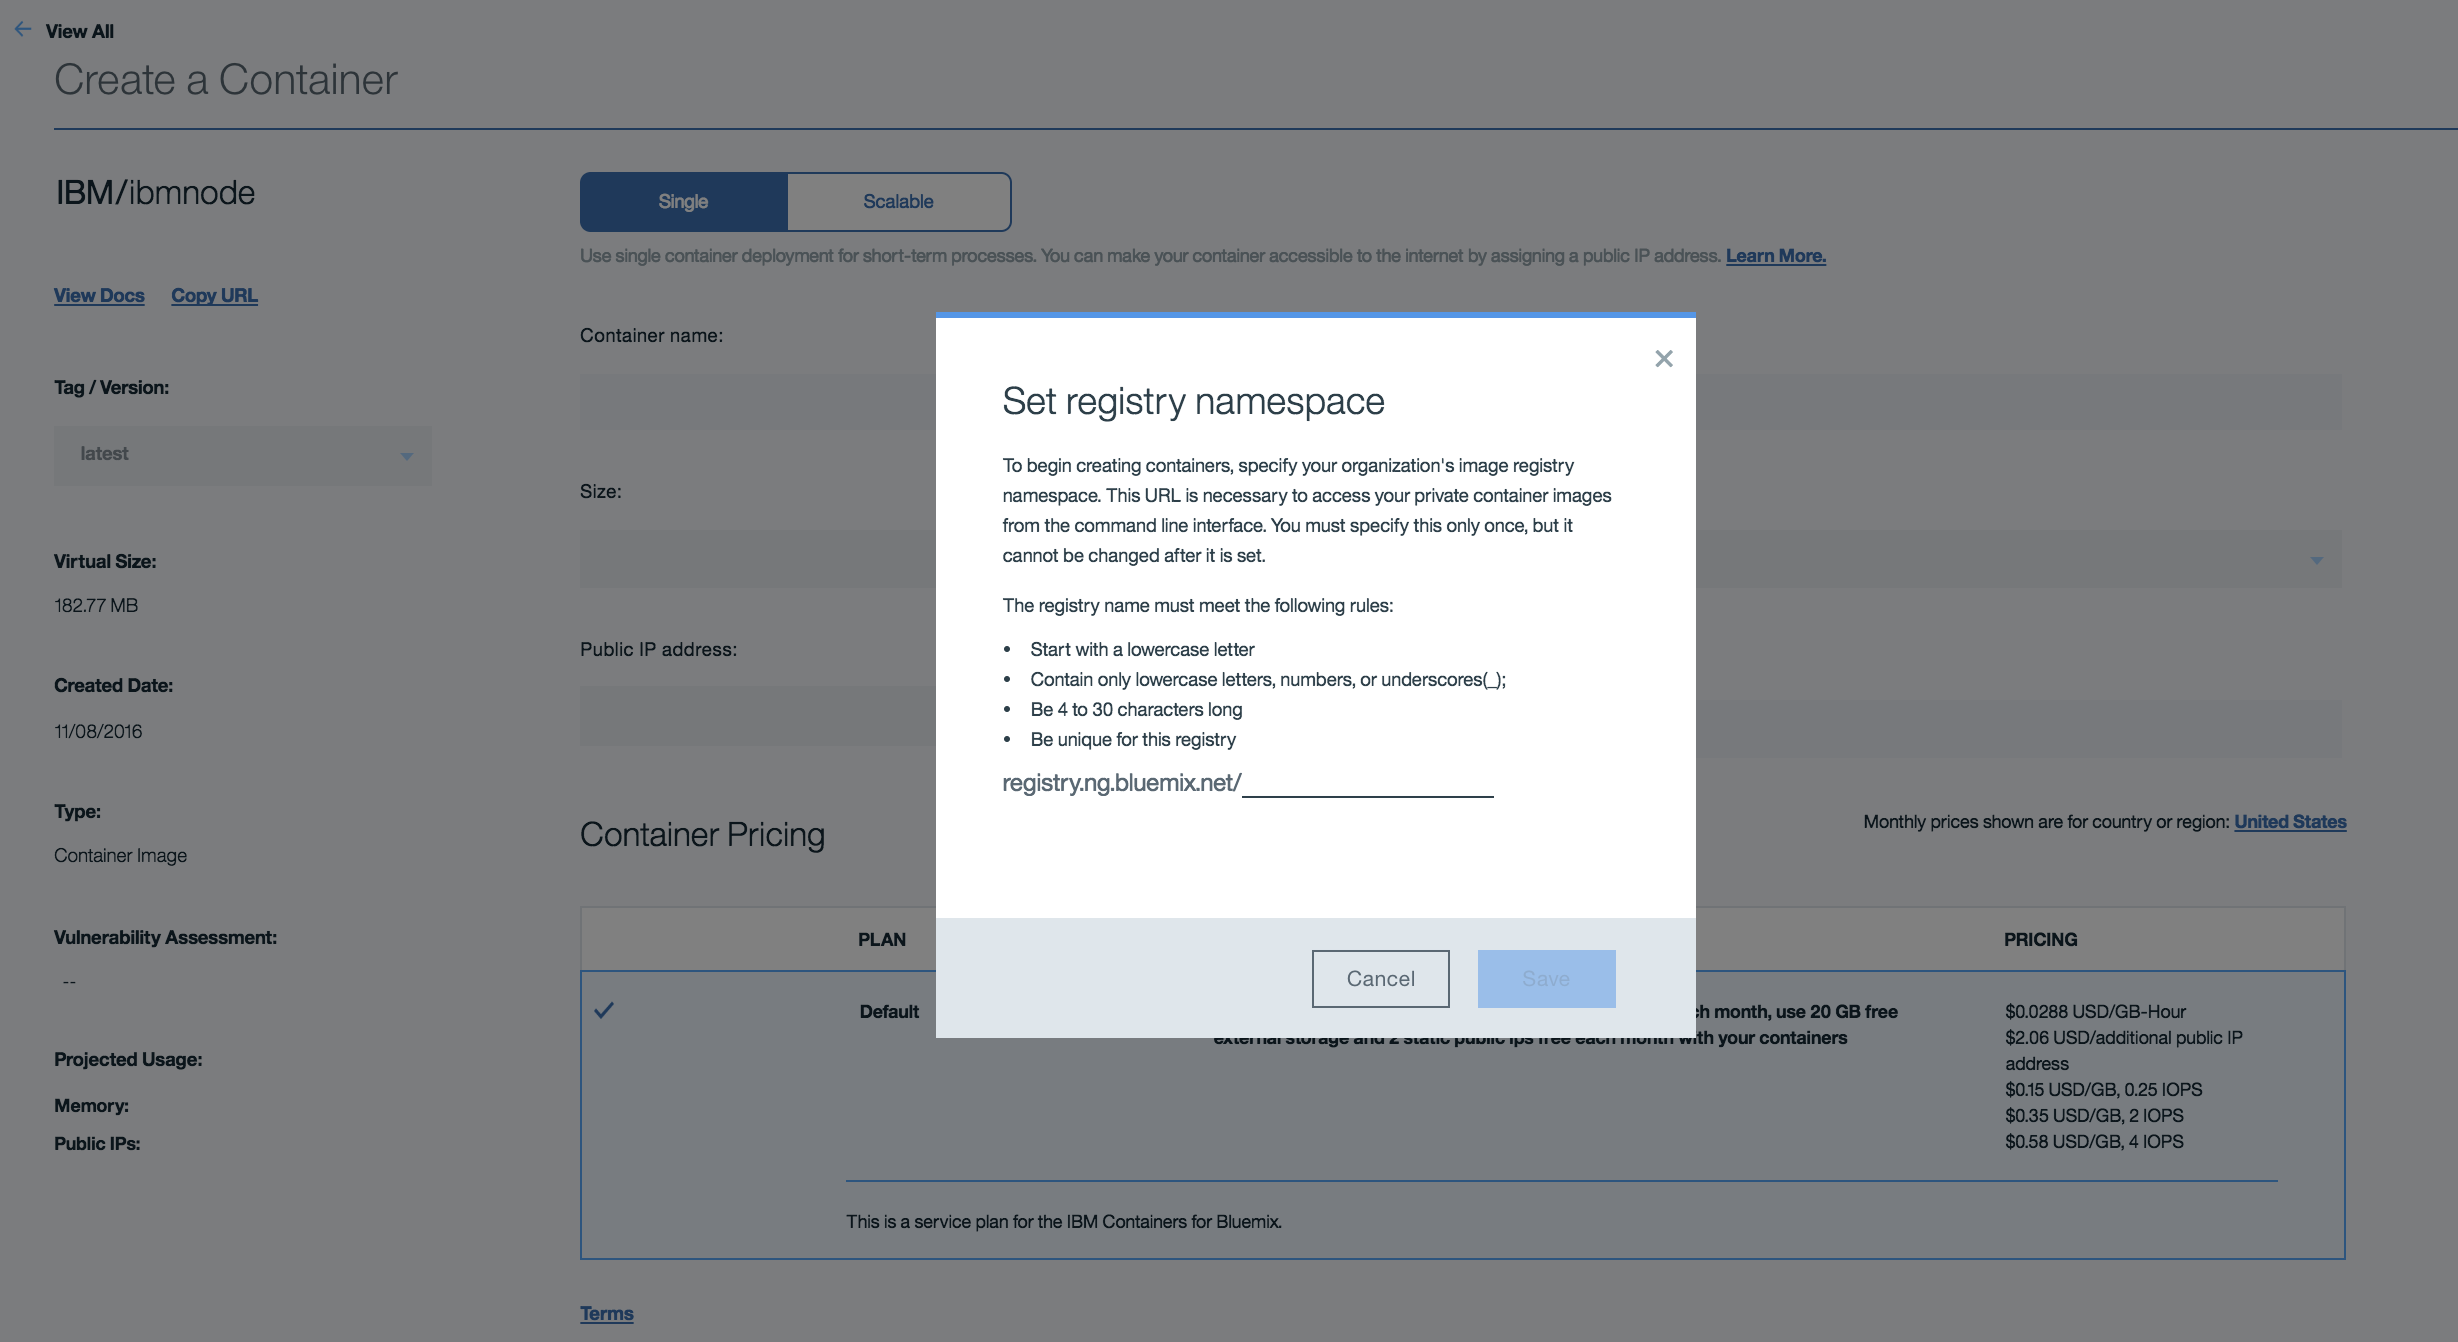 View All
Create a Container
IBM/ibmnode
View Docs Copy URL
Tag / Version:
latest
Virtual Size:
182.77 MB
Created Date:
11/08/2016
Type:
Container Image
Vulnerability Assessment:
--
Projected Usage:
Memory:
Public IPs:
Single Scalable
Use single container deployment for short-term processes. You can make your container accessible to the internet by assigning a public IP address. Learn More.
Container name:
Size:
Public IP address:
Set registry namespace
To begin creating containers, specify your organization's image registry
namespace. This URL is necessary to access your private container images
from the command line interface. You must specify this only once, but it
cannot be changed after it is set.
The registry name must meet the following rules:
• Start with a lowercase letter
• Contain only lowercase letters, numbers, or underscores(_);
• Be 4 to 30 characters long
• Be unique for this registry
registry.ng.bluemix.net/
Cancel Save
Container Pricing
Monthly prices shown are for country or region: United States
PLAN PRICING
Default
month, use 20 GB free
external storage and 2 static public ips free each month with your containers
$0.0288 USD/GB-Hour
$2.06 USD/additional public IP
address
$0.15 USD/GB, 0.25 IOPS
$0.35 USD/GB, 2 IOPS
$0.58 USD/GB, 4 IOPS
This is a service plan for the IBM Containers for Bluemix.
Terms